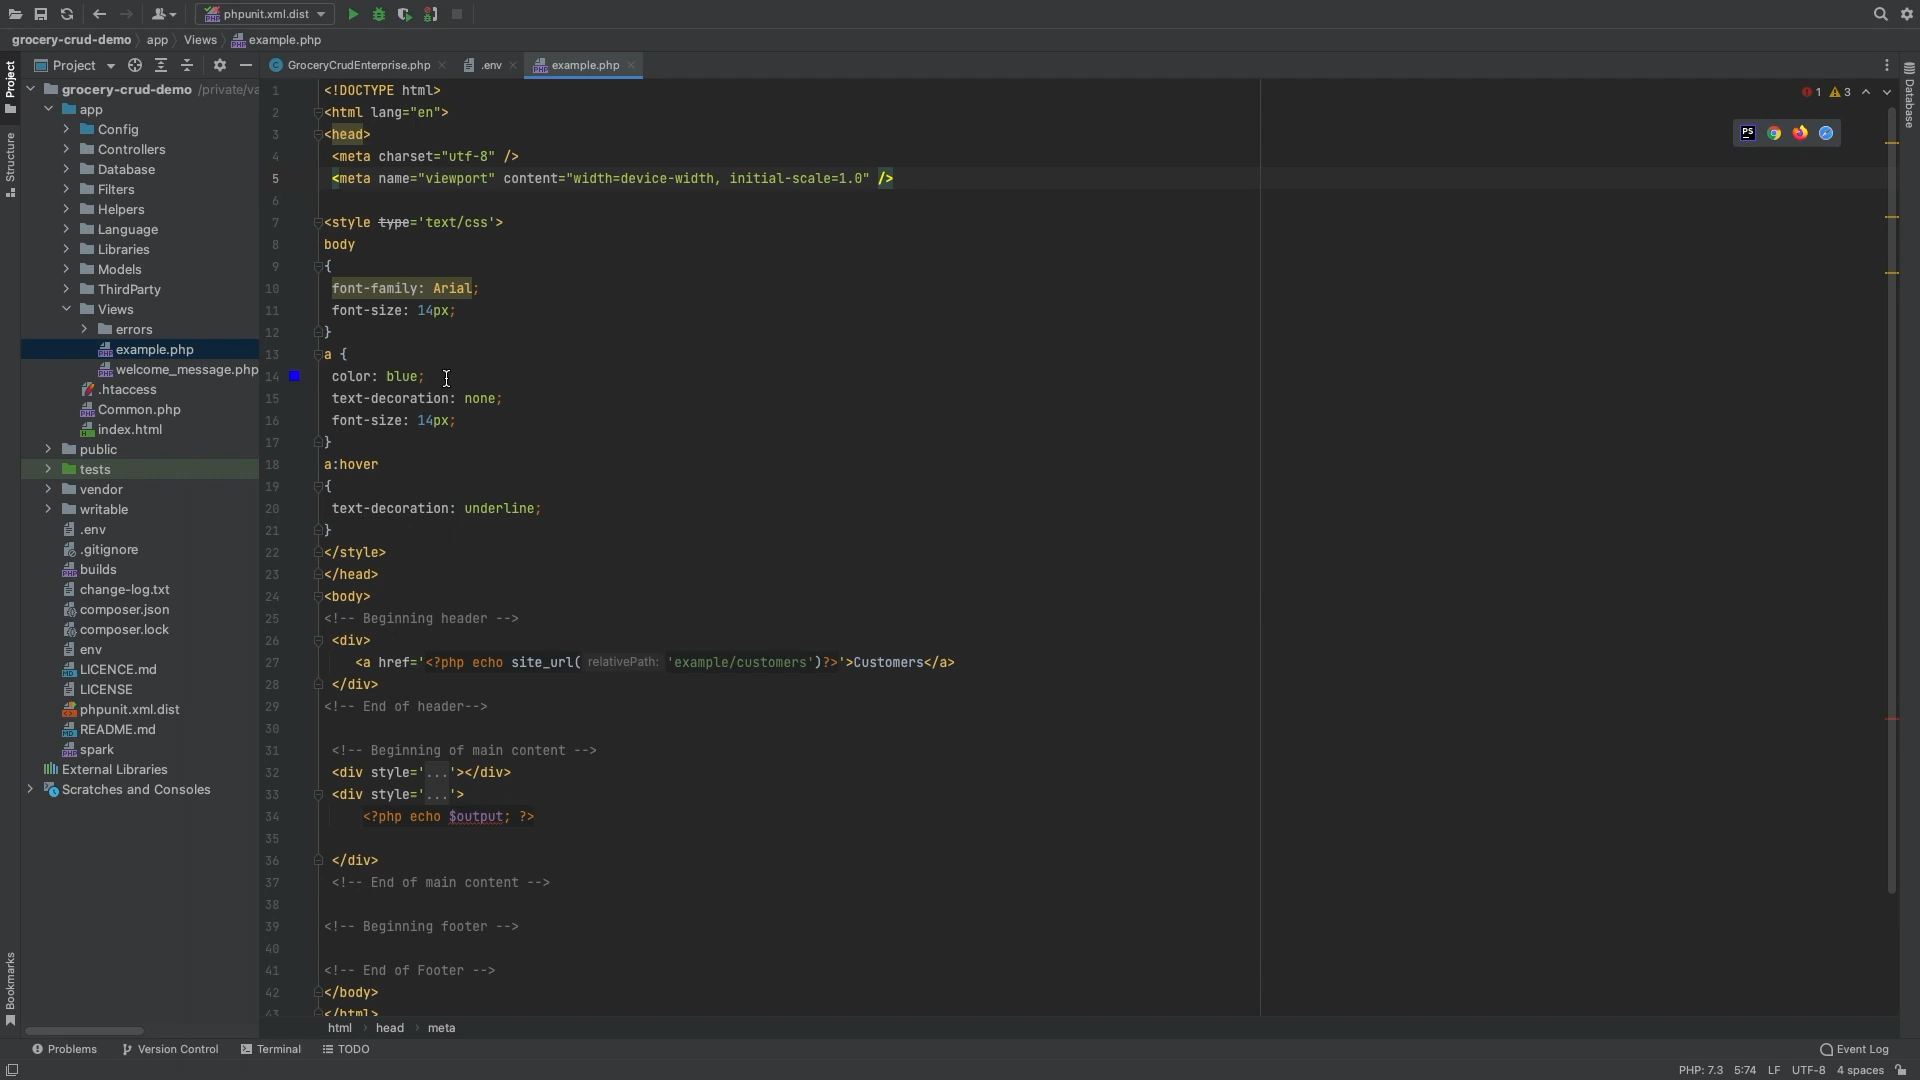 phpunit.xml.dist
grocery-crud-demo
app
Views
example.php
Project
Project
GroceryCrudEnterprise.php
.env
example.php
Structure
Database
grocery-crud-demo /private/va
app
Config
Controllers
Database
Filters
Helpers
Language
Libraries
Models
ThirdParty
Views
errors
example.php
welcome_message.php
.htaccess
Common.php
index.html
public
tests
vendor
writable
.env
.gitignore
builds
change-log.txt
composer.json
composer.lock
env
LICENCE.md
LICENSE
phpunit.xml.dist
README.md
spark
External Libraries
Scratches and Consoles
Bookmarks
1 3
PS
1 <!DOCTYPE html>
2 <html lang="en">
3 <head>
4 <meta charset="utf-8" />
5 <meta name="viewport" content="width=device-width, initial-scale=1.0" />
6
7 <style type='text/css'>
8 body
9 {
10 font-family: Arial;
11 font-size: 14px;
12 }
13 a {
14 color: blue;
15 text-decoration: none;
16 font-size: 14px;
17 }
18 a:hover
19 {
20 text-decoration: underline;
21 }
22 </style>
23 </head>
24 <body>
25 <!-- Beginning header -->
26 <div>
27 <a href='<?php echo site_url( relativePath: 'example/customers')?>'>Customers</a>
28 </div>
29 <!-- End of header-->
30
31 <!-- Beginning of main content -->
32 <div style='...'></div>
33 <div style='...'>
34 <?php echo $output; ?>
35
36 </div>
37 <!-- End of main content -->
38
39 <!-- Beginning footer -->
40
41 <!-- End of Footer -->
42 </body>
43 </html>
html
head
meta
Problems
Version Control
Terminal
TODO
Event Log
PHP: 7.3 5:74 LF UTF-8 4 spaces